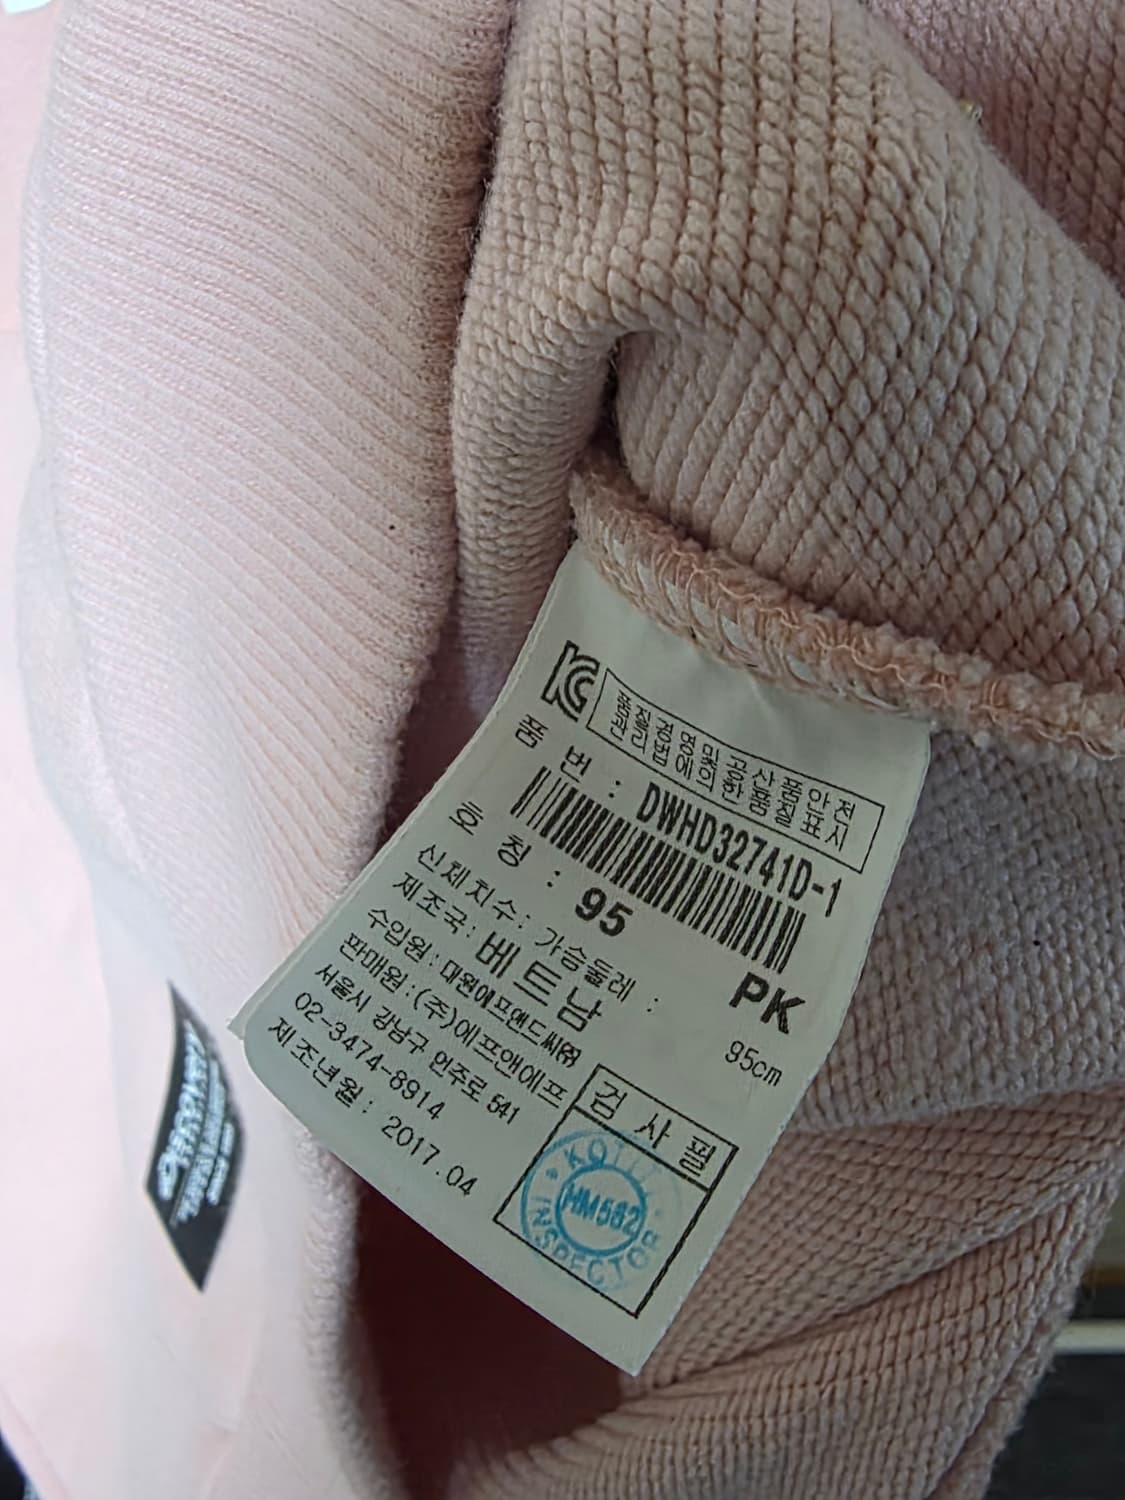 KC
품질경영 및 공산품안전
관리법에 의한 품질표시
품 번 : DWHD32741D-1
호 칭 : 95 PK
신체치수: 가슴둘레 : 95cm
제조국: 베트남
수입원 : 대원에프앤드씨㈜
판매원 : (주)에프앤에프
서울시 강남구 언주로 541
02-3474-8914
제조년월 : 2017.04
검사필
INSPECTOR
HM562